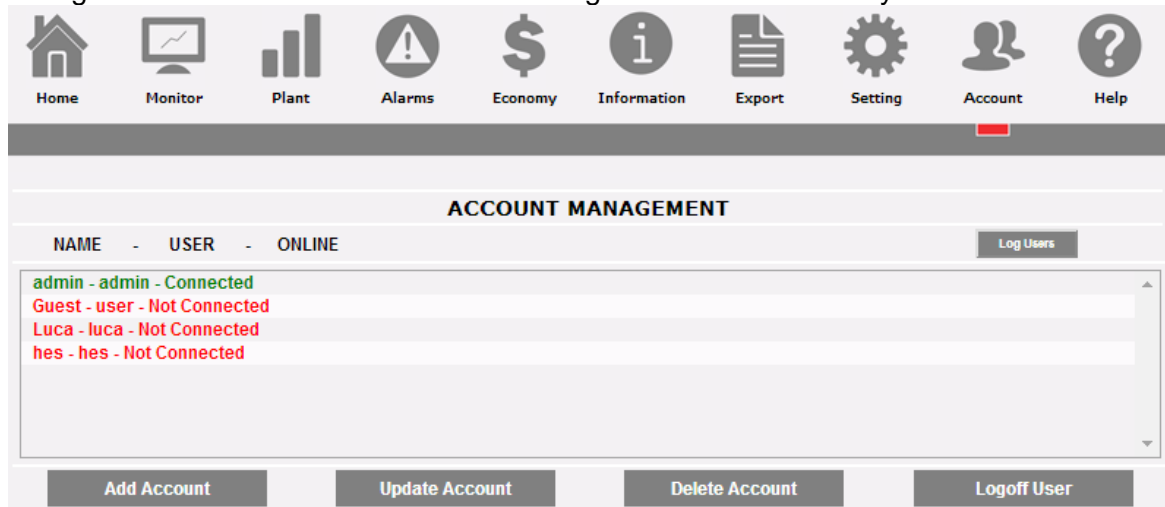 Home Monitor Plant Alarms Economy Information Export Setting Account Help
ACCOUNT MANAGEMENT
NAME - USER - ONLINE Log Users
admin - admin - Connected
Guest - user - Not Connected
Luca - luca - Not Connected
hes - hes - Not Connected
Add Account Update Account Delete Account Logoff User